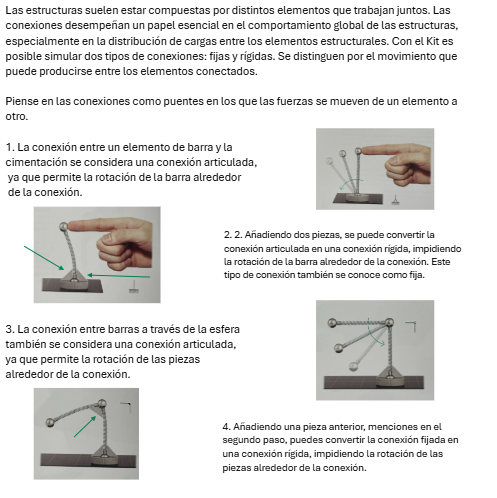 Las estructuras suelen estar compuestas por distintos elementos que trabajan juntos. Las
conexiones desempeñan un papel esencial en el comportamiento global de las estructuras,
especialmente en la distribución de cargas entre los elementos estructurales. Con el Kit es
posible simular dos tipos de conexiones: fijas y rígidas. Se distinguen por el movimiento que
puede producirse entre los elementos conectados.
Piense en las conexiones como puentes en los que las fuerzas se mueven de un elemento a
otro.
1. La conexión entre un elemento de barra y la
cimentación se considera una conexión articulada,
ya que permite la rotación de la barra alrededor
de la conexión.
2. 2. Añadiendo dos piezas, se puede convertir la
conexión articulada en una conexión rígida, impidiendo
la rotación de la barra alrededor de la conexión. Este
tipo de conexión también se conoce como fija.
3. La conexión entre barras a través de la esfera
también se considera una conexión articulada,
ya que permite la rotación de las piezas
alrededor de la conexión.
4. Añadiendo una pieza anterior, menciones en el
segundo paso, puedes convertir la conexión fijada en
una conexión rígida, impidiendo la rotación de las
piezas alrededor de la conexión.